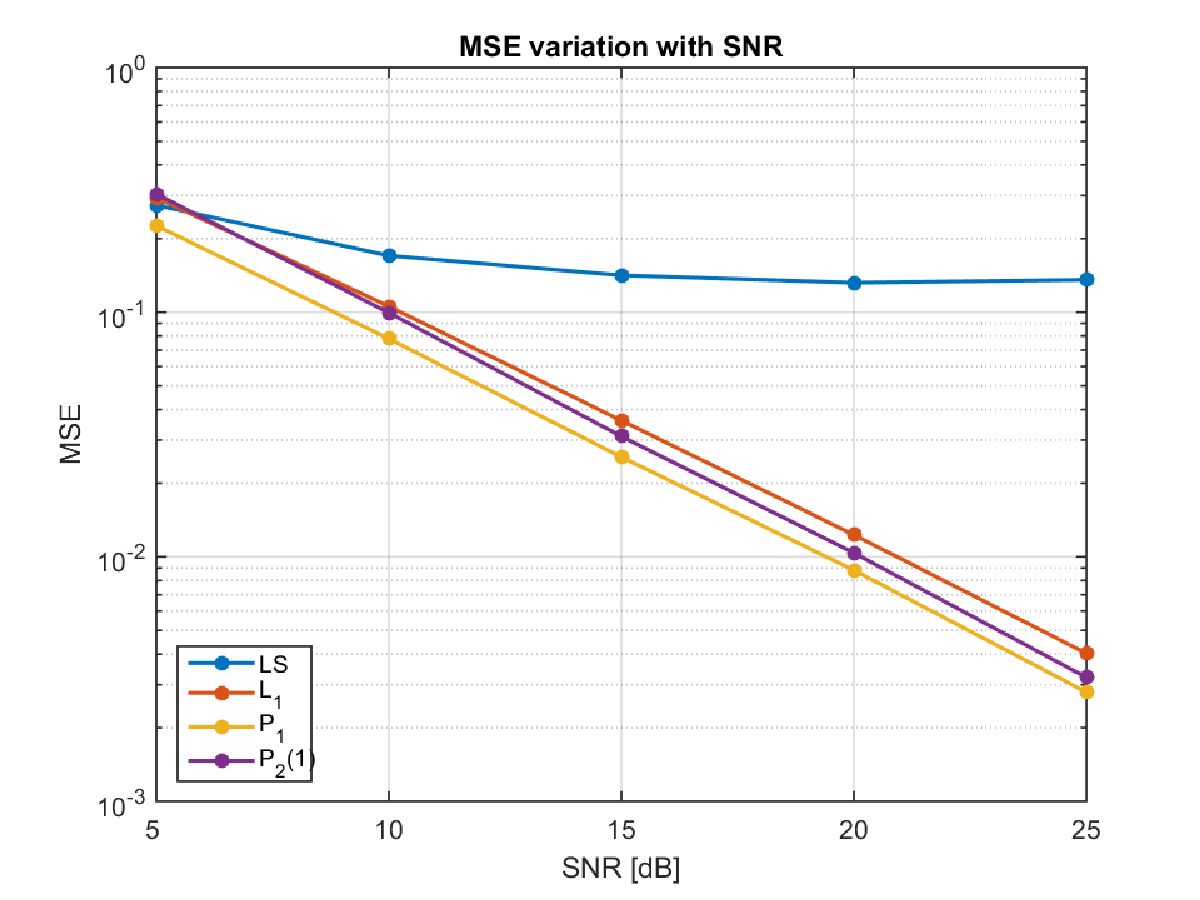 MSE variation with SNR
10^0
10^-1
10^-2
10^-3
MSE
5 10 15 20 25
SNR [dB]
LS
L_1
P_1
P_2(1)